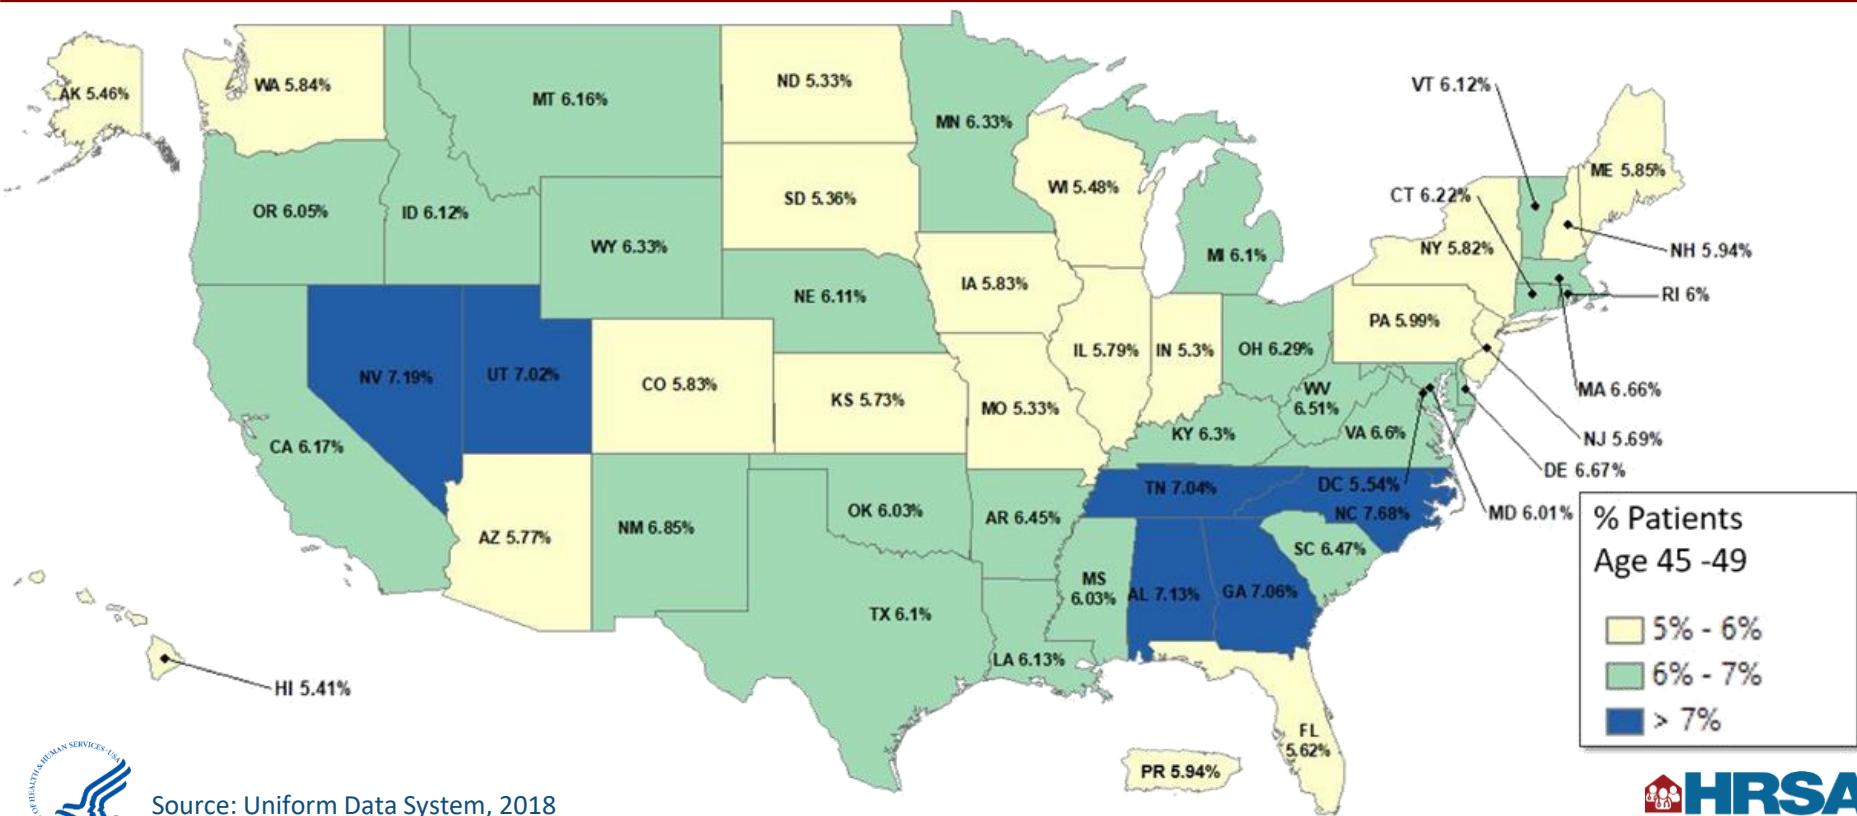 AK 5.46%
WA 5.84%
MT 6.16%
ND 5.33%
MN 6.33%
VT 6.12%
ME 5.85%
OR 6.05%
ID 6.12%
WY 6.33%
SD 5.36%
WI 5.48%
CT 6.22%
NH 5.94%
NY 5.82%
MI 6.1%
RI 6%
NE 6.11%
IA 5.83%
PA 5.99%
NV 7.19%
UT 7.02%
CO 5.83%
KS 5.73%
IL 5.79%
IN 5.3%
OH 6.29%
MA 6.66%
WV
6.51%
MO 5.33%
CA 6.17%
KY 6.3%
VA 6.6%
NJ 5.69%
DE 6.67%
TN 7.04%
DC 5.54%
NC 7.68%
MD 6.01%
AZ 5.77%
NM 6.85%
OK 6.03%
AR 6.45%
SC 6.47%
MS
6.03%
AL 7.13%
GA 7.06%
TX 6.1%
LA 6.13%
HI 5.41%
FL
5.62%
PR 5.94%
% Patients
Age 45 -49
5% - 6%
6% - 7%
> 7%
OF HEALTH & HUMAN SERVICES · USA
Source: Uniform Data System, 2018
HRSA